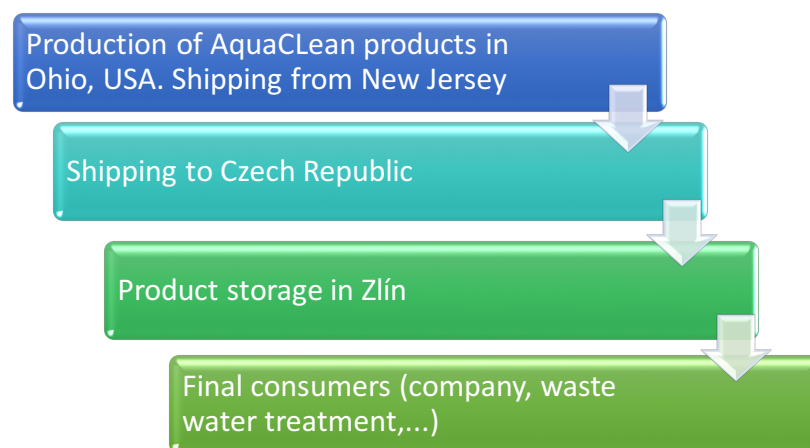 Production of AquaCLean products in
Ohio, USA. Shipping from New Jersey
Shipping to Czech Republic
Product storage in Zlín
Final consumers (company, waste
water treatment,...)